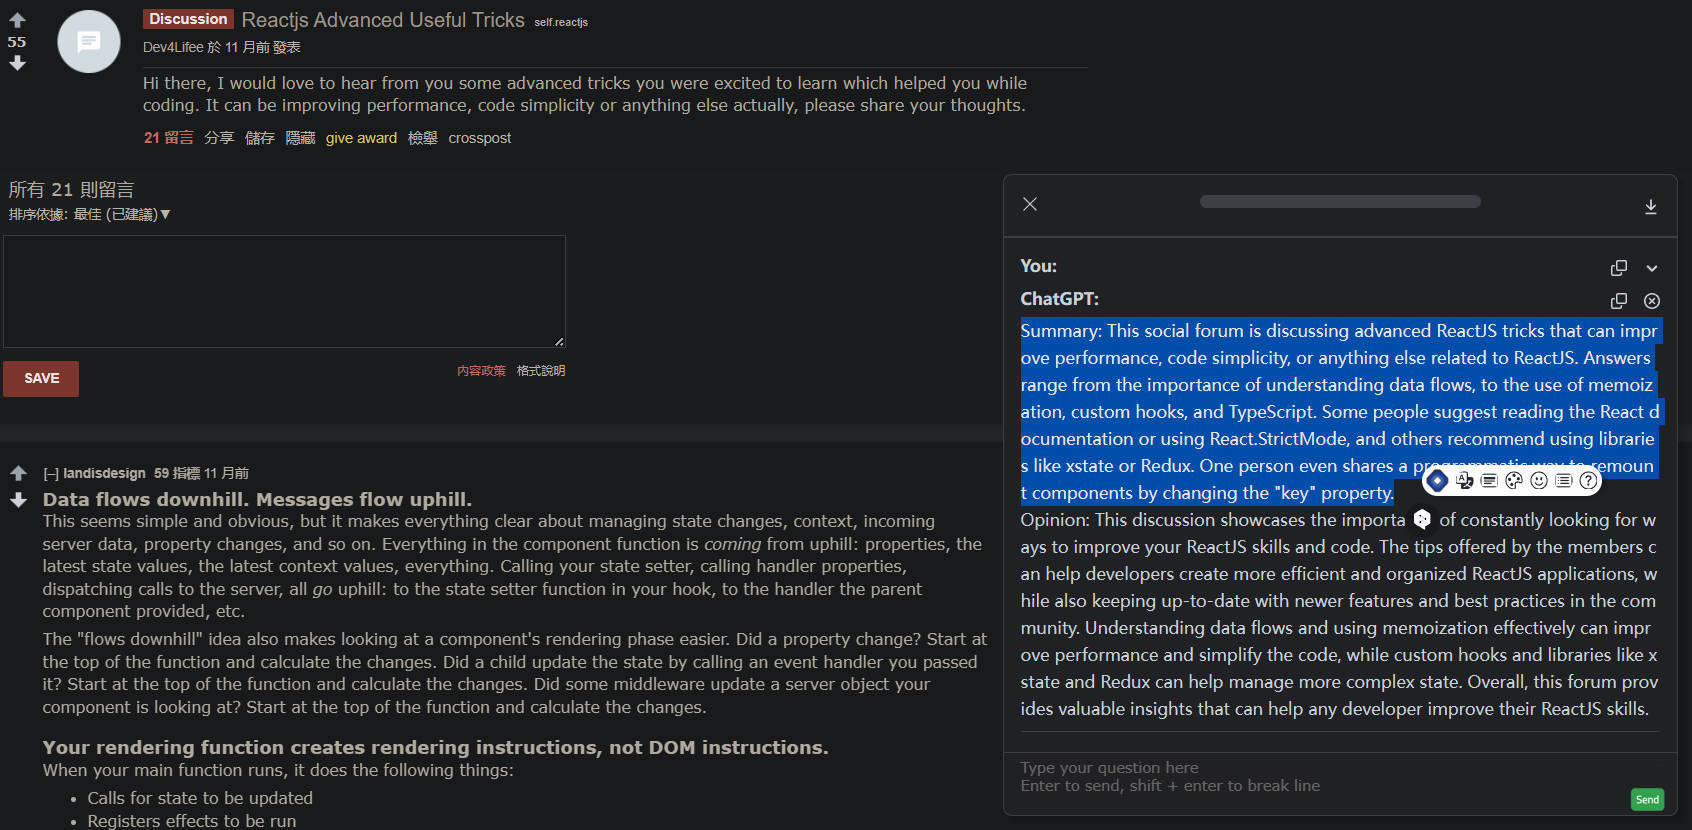 Discussion Reactjs Advanced Useful Tricks self.reactjs
55
Dev4Lifee 於 11 月前 發表
Hi there, I would love to hear from you some advanced tricks you were excited to learn which helped you while
coding. It can be improving performance, code simplicity or anything else actually, please share your thoughts.
21 留言 分享 儲存 隱藏 give award 檢舉 crosspost
所有 21 則留言
排序依據: 最佳 (已建議)▼
SAVE
內容政策 格式說明
[–] landisdesign 59 指標 11 月前
Data flows downhill. Messages flow uphill.
This seems simple and obvious, but it makes everything clear about managing state changes, context, incoming
server data, property changes, and so on. Everything in the component function is coming from uphill: properties, the
latest state values, the latest context values, everything. Calling your state setter, calling handler properties,
dispatching calls to the server, all go uphill: to the state setter function in your hook, to the handler the parent
component provided, etc.
The "flows downhill" idea also makes looking at a component's rendering phase easier. Did a property change? Start at
the top of the function and calculate the changes. Did a child update the state by calling an event handler you passed
it? Start at the top of the function and calculate the changes. Did some middleware update a server object your
component is looking at? Start at the top of the function and calculate the changes.
Your rendering function creates rendering instructions, not DOM instructions.
When your main function runs, it does the following things:
• Calls for state to be updated
• Registers effects to be run
You:
ChatGPT:
Summary: This social forum is discussing advanced ReactJS tricks that can impr
ove performance, code simplicity, or anything else related to ReactJS. Answers
range from the importance of understanding data flows, to the use of memoiz
ation, custom hooks, and TypeScript. Some people suggest reading the React d
ocumentation or using React.StrictMode, and others recommend using librarie
s like xstate or Redux. One person even shares a programmatic way to remoun
t components by changing the "key" property.
Opinion: This discussion showcases the importa of constantly looking for w
ays to improve your ReactJS skills and code. The tips offered by the members c
an help developers create more efficient and organized ReactJS applications, w
hile also keeping up-to-date with newer features and best practices in the com
munity. Understanding data flows and using memoization effectively can impr
ove performance and simplify the code, while custom hooks and libraries like x
state and Redux can help manage more complex state. Overall, this forum prov
ides valuable insights that can help any developer improve their ReactJS skills.
Type your question here
Enter to send, shift + enter to break line
Send